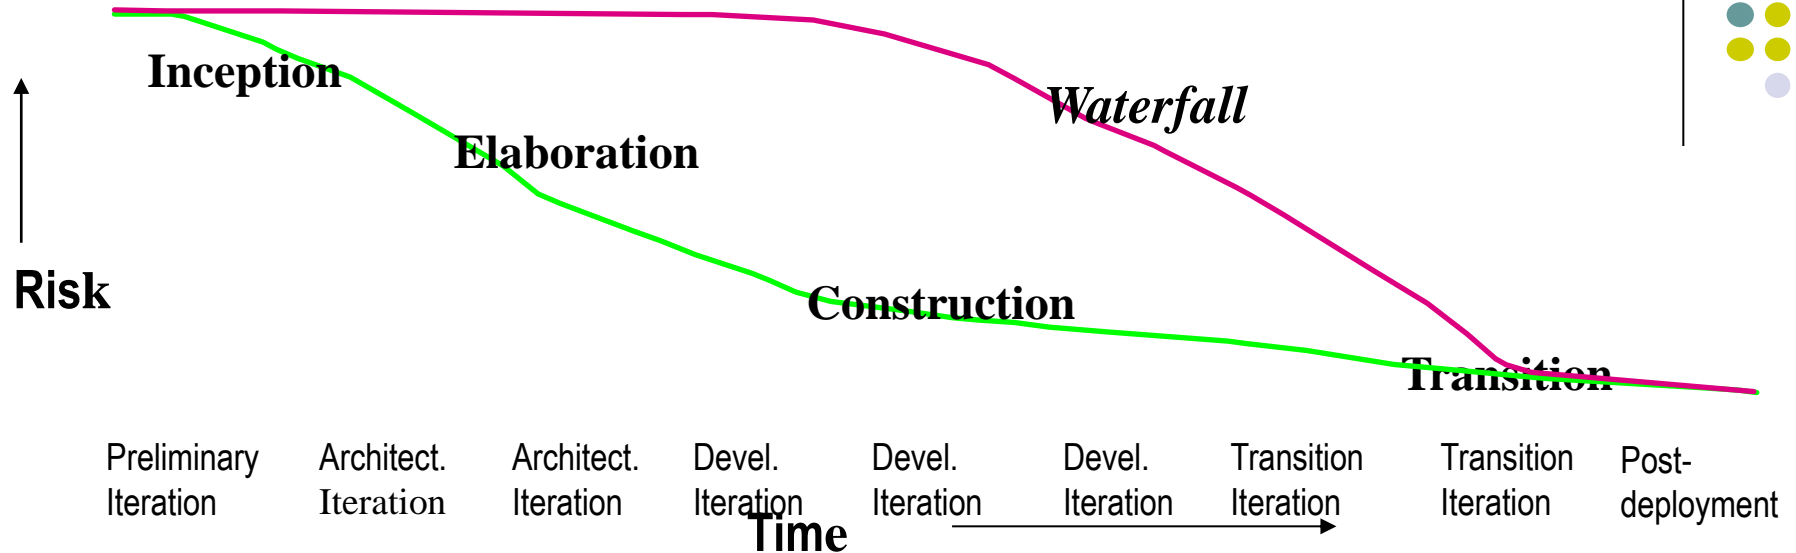 Inception
Waterfall
Elaboration
Risk
Construction
Transition
Preliminary Iteration
Architect. Iteration
Architect. Iteration
Devel. Iteration
Devel. Iteration
Devel. Iteration
Transition Iteration
Transition Iteration
Post-deployment
Time